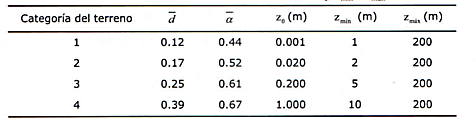 Categoría del terreno d̅ α̅ z₀ (m) zmín (m) zmáx (m)
1 0.12 0.44 0.001 1 200
2 0.17 0.52 0.020 2 200
3 0.25 0.61 0.200 5 200
4 0.39 0.67 1.000 10 200